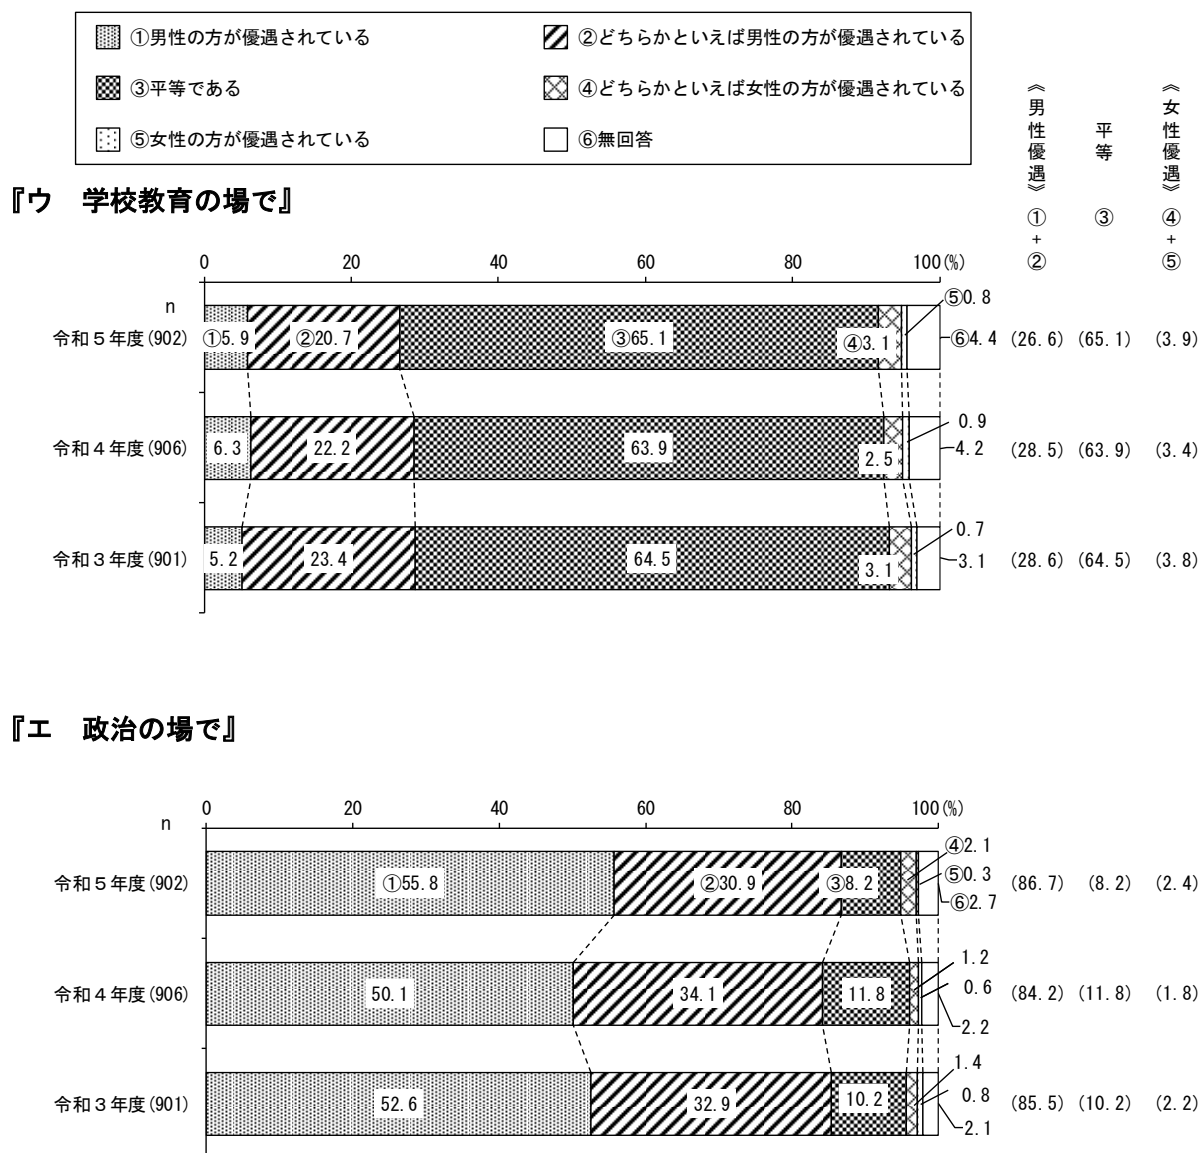 ①男性の方が優遇されている ②どちらかといえば男性の方が優遇されている
③平等である ④どちらかといえば女性の方が優遇されている
⑤女性の方が優遇されている ⑥無回答
《男性優遇》①+②
平等 ③
《女性優遇》④+⑤
『ウ 学校教育の場で』
0 20 40 60 80 100(%)
n
令和5年度(902) ①5.9 ②20.7 ③65.1 ④3.1 ⑤0.8 ⑥4.4 (26.6) (65.1) (3.9)
令和4年度(906) 6.3 22.2 63.9 2.5 0.9 4.2 (28.5) (63.9) (3.4)
令和3年度(901) 5.2 23.4 64.5 3.1 0.7 3.1 (28.6) (64.5) (3.8)
『エ 政治の場で』
0 20 40 60 80 100(%)
n
令和5年度(902) ①55.8 ②30.9 ③8.2 ④2.1 ⑤0.3 ⑥2.7 (86.7) (8.2) (2.4)
令和4年度(906) 50.1 34.1 11.8 1.2 0.6 2.2 (84.2) (11.8) (1.8)
令和3年度(901) 52.6 32.9 10.2 1.4 0.8 2.1 (85.5) (10.2) (2.2)